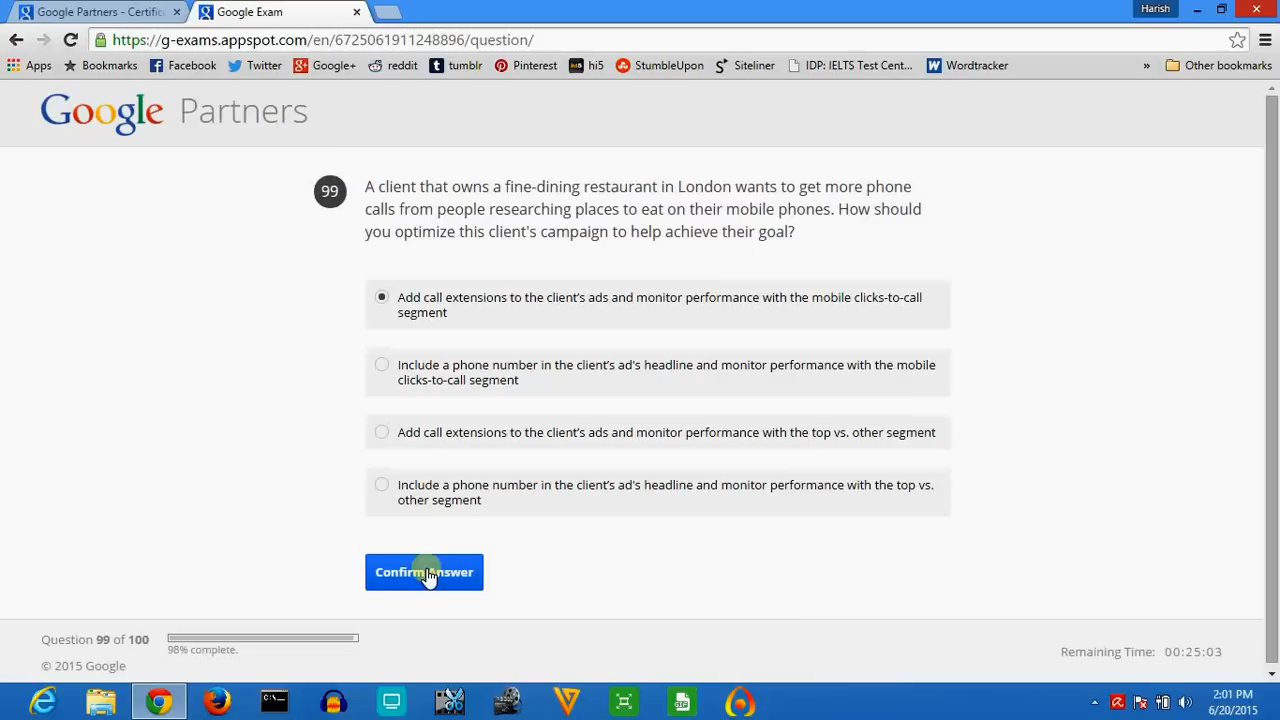 Google Partners - Certific
Google Exam
Harish
https://g-exams.appspot.com/en/6725061911248896/question/
Apps
Bookmarks
Facebook
Twitter
Google+
reddit
tumblr
Pinterest
hi5
StumbleUpon
Siteliner
IDP: IELTS Test Cent...
Wordtracker
»
Other bookmarks
Google Partners
99
A client that owns a fine-dining restaurant in London wants to get more phone
calls from people researching places to eat on their mobile phones. How should
you optimize this client's campaign to help achieve their goal?
Add call extensions to the client's ads and monitor performance with the mobile clicks-to-call
segment
Include a phone number in the client's ad's headline and monitor performance with the mobile
clicks-to-call segment
Add call extensions to the client's ads and monitor performance with the top vs. other segment
Include a phone number in the client's ad's headline and monitor performance with the top vs.
other segment
Confirm Answer
Question 99 of 100
98% complete.
Remaining Time: 00:25:03
© 2015 Google
2:01 PM
6/20/2015